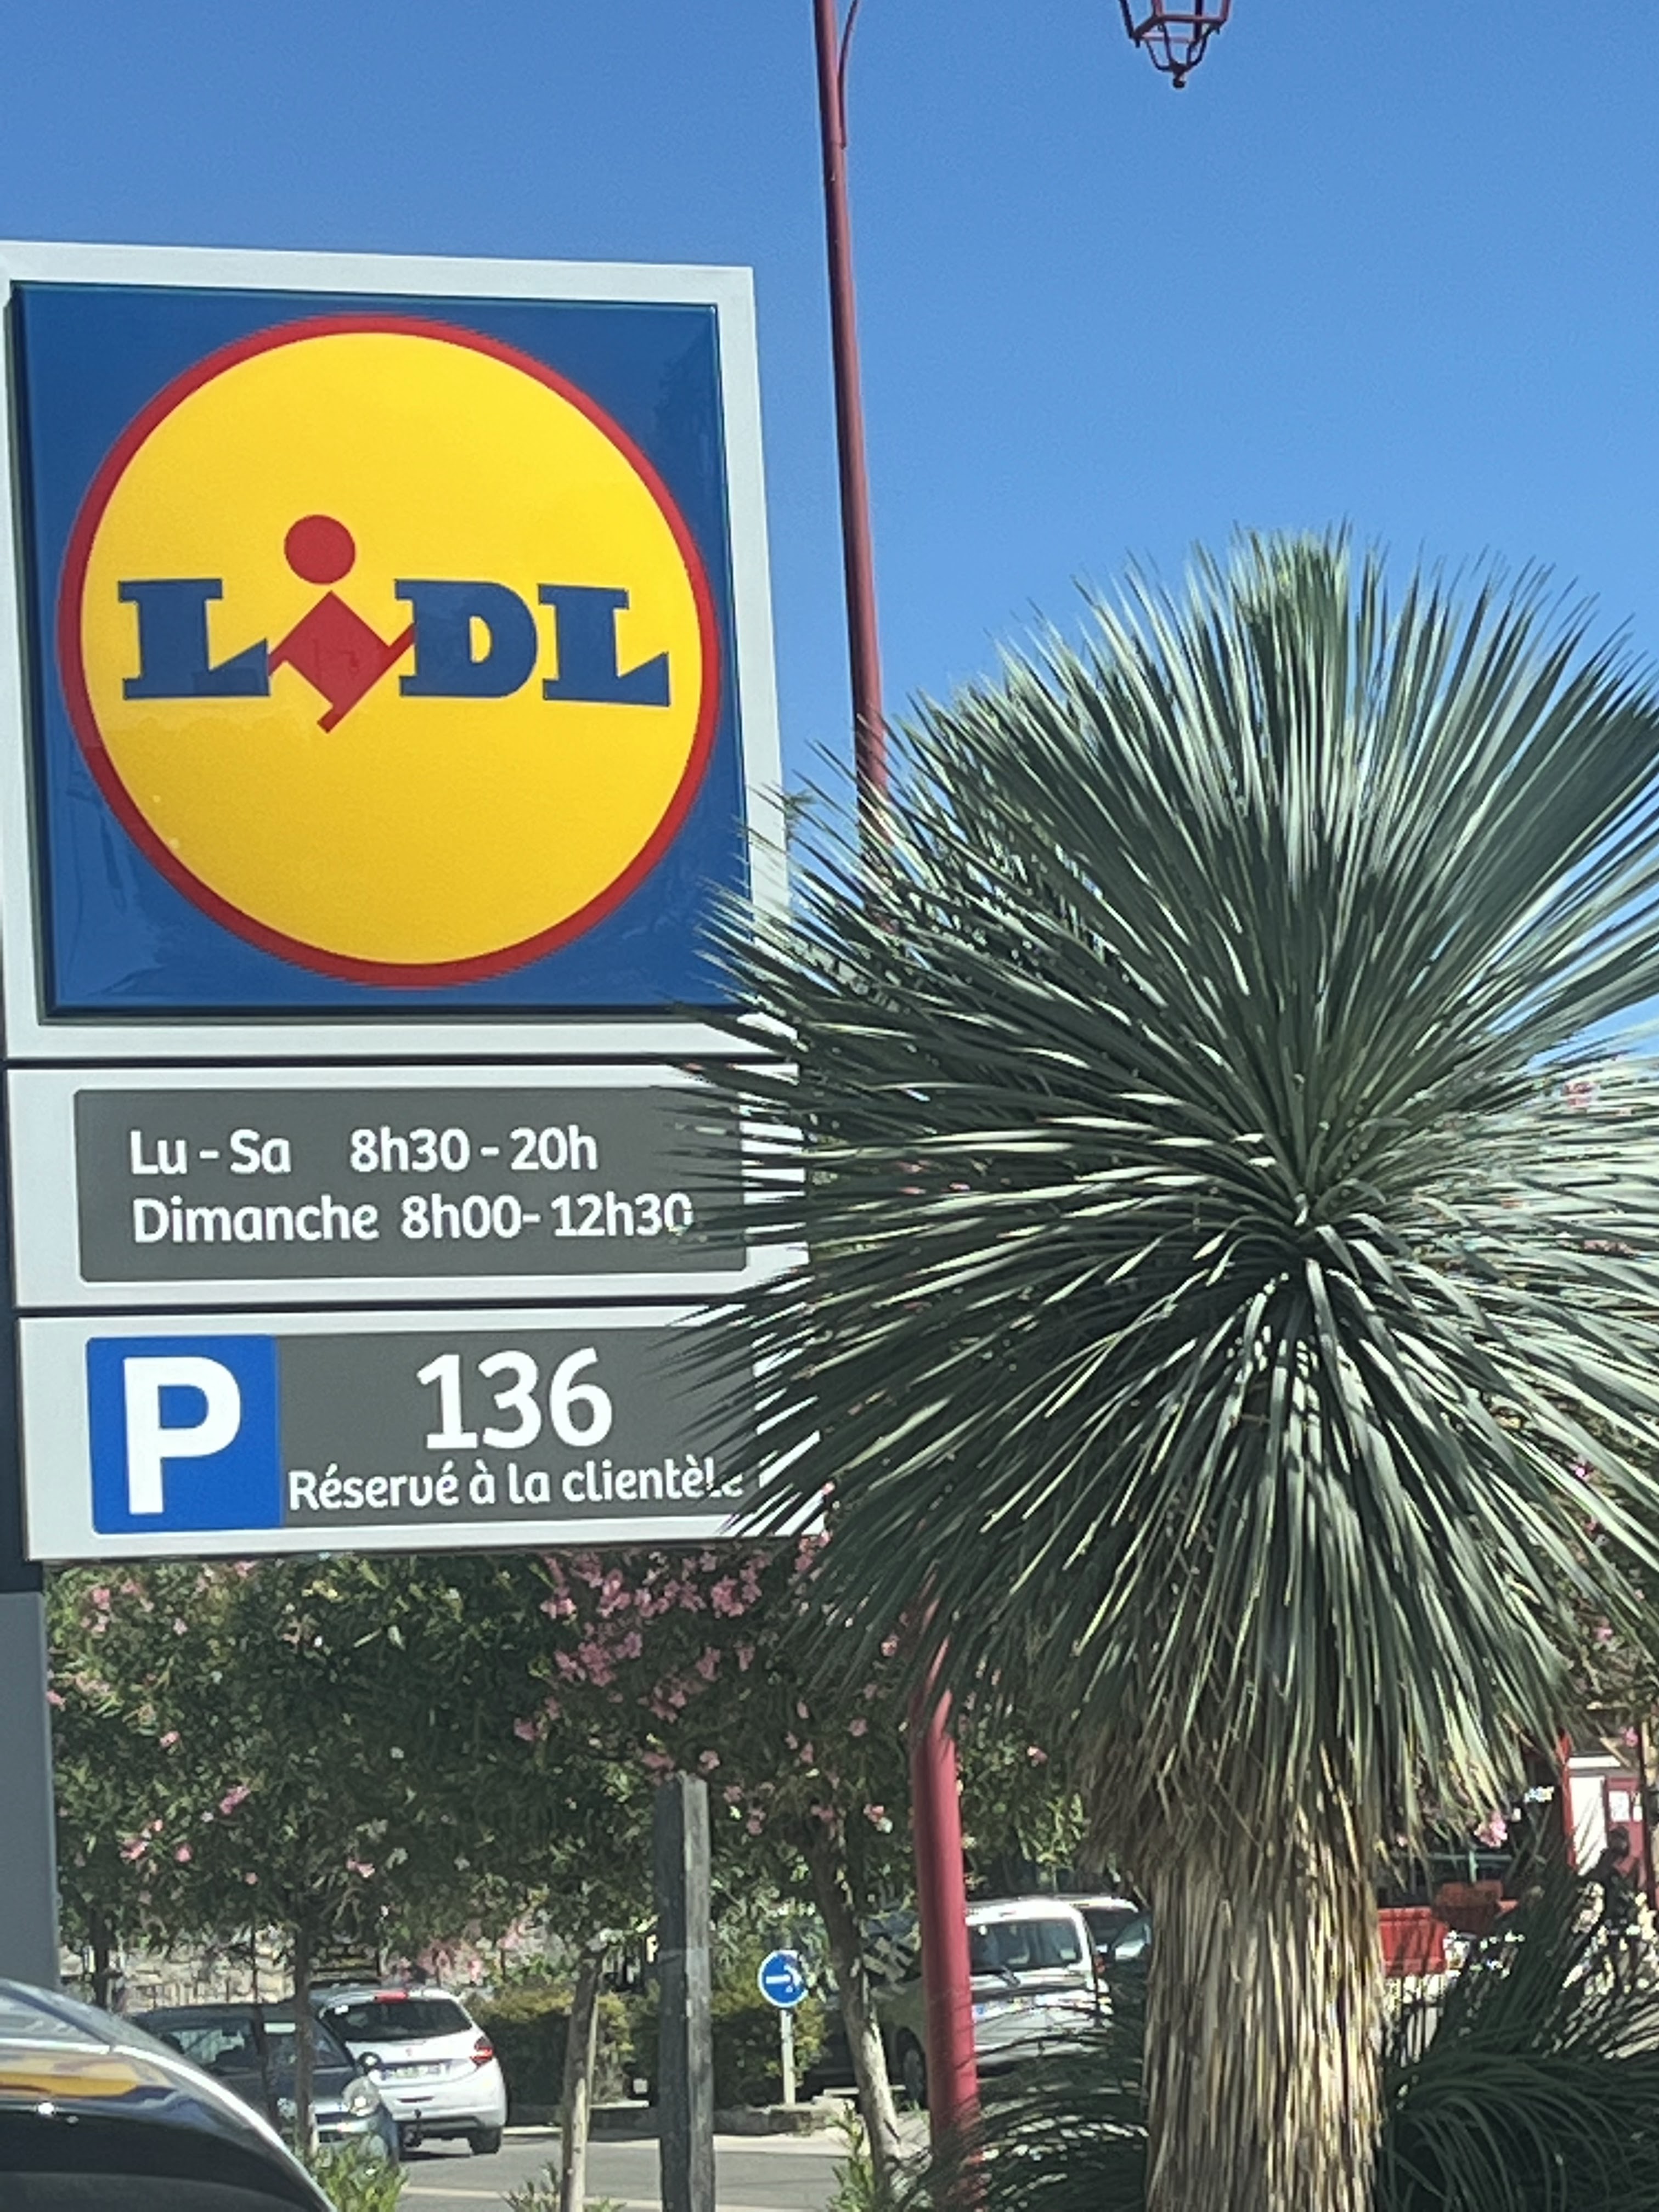 LiDL
Lu - Sa 8h30 - 20h
Dimanche 8h00- 12h30
P 136
Réservé à la clientèle